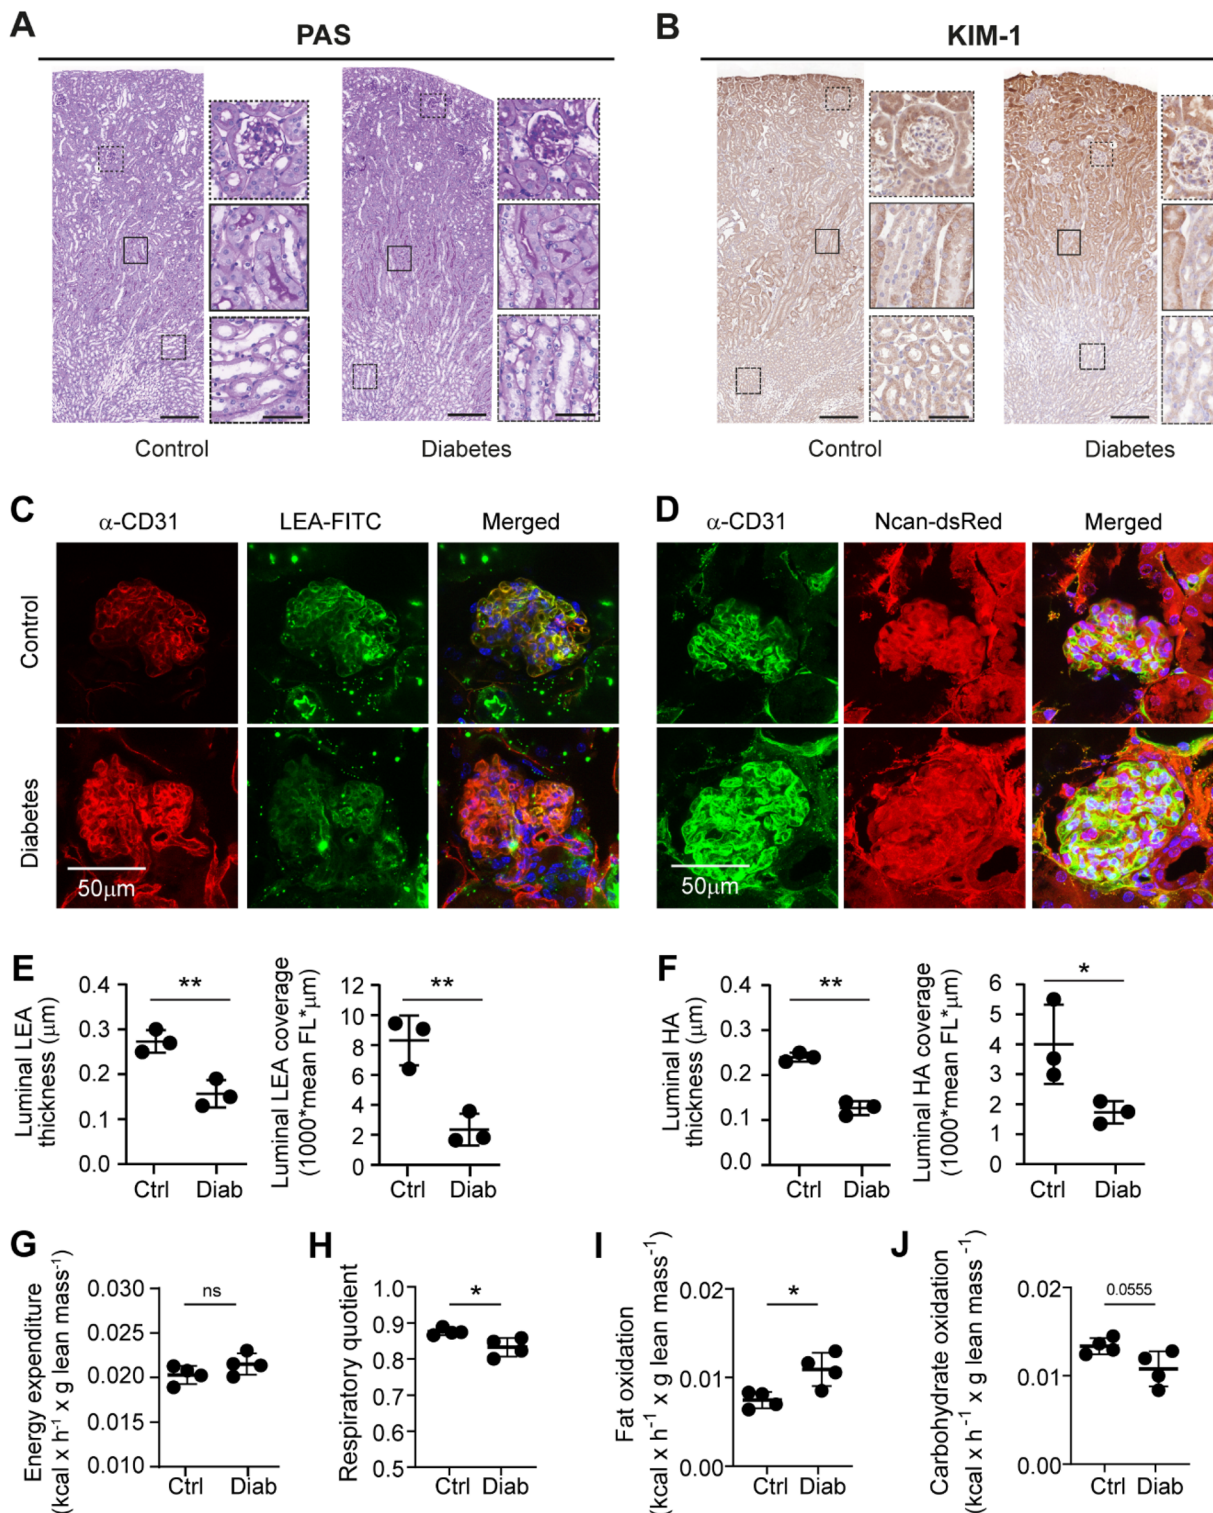 A
PAS
Control
Diabetes
B
KIM-1
Control
Diabetes
C
α-CD31
LEA-FITC
Merged
Control
Diabetes
50μm
D
α-CD31
Ncan-dsRed
Merged
50μm
E
Luminal LEA
thickness (μm)
0.4
0.3
0.2
0.1
0.0
**
Ctrl
Diab
Luminal LEA coverage
(1000*mean FL*μm)
12
10
8
6
4
2
0
**
Ctrl
Diab
F
Luminal HA
thickness (μm)
0.4
0.3
0.2
0.1
0.0
**
Ctrl
Diab
Luminal HA coverage
(1000*mean FL*μm)
6
5
4
3
2
1
0
*
Ctrl
Diab
G
Energy expenditure
(kcal x h⁻¹ x g lean mass⁻¹)
0.030
0.025
0.020
0.015
0.010
ns
Ctrl
Diab
H
Respiratory quotient
1.0
0.9
0.8
0.7
0.6
0.5
*
Ctrl
Diab
I
Fat oxidation
(kcal x h⁻¹ x g lean mass⁻¹)
0.02
0.01
0.00
*
Ctrl
Diab
J
Carbohydrate oxidation
(kcal x h⁻¹ x g lean mass⁻¹)
0.02
0.01
0.00
0.0555
Ctrl
Diab